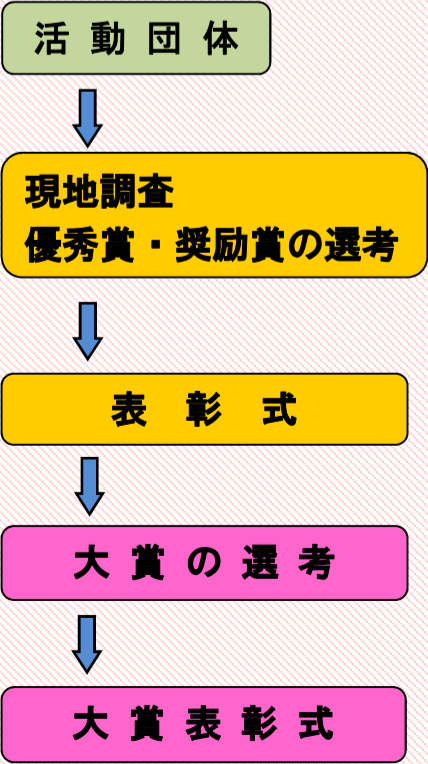 活動団体
現地調査
優秀賞・奨励賞の選考
表彰式
大賞の選考
大賞表彰式